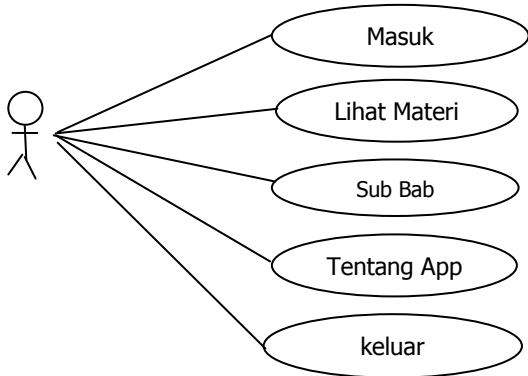 Masuk
Lihat Materi
Sub Bab
Tentang App
keluar